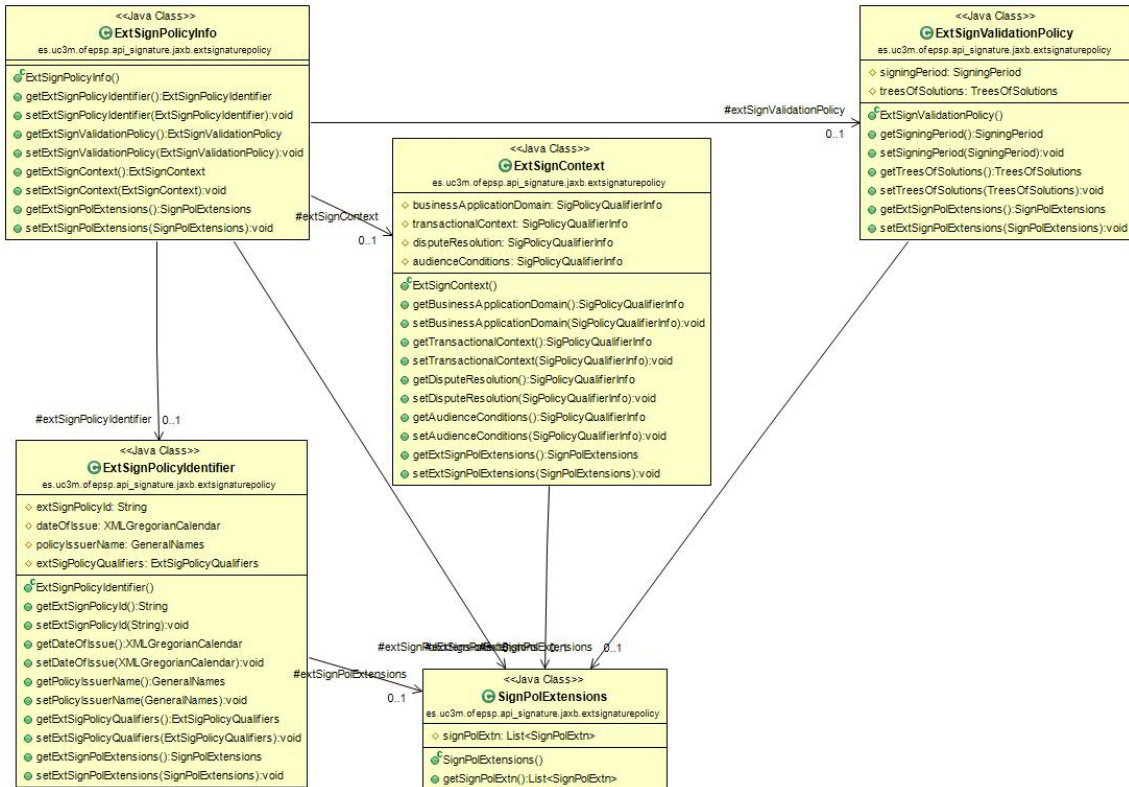 <<Java Class>>
ExtSignPolicyInfo
es.uc3m.ofepsp.api_signature.jaxb.extsignaturepolicy
ExtSignPolicyInfo()
getExtSignPolicyIdentifier():ExtSignPolicyIdentifier
setExtSignPolicyIdentifier(ExtSignPolicyIdentifier):void
getExtSignValidationPolicy():ExtSignValidationPolicy
setExtSignValidationPolicy(ExtSignValidationPolicy):void
getExtSignContext():ExtSignContext
setExtSignContext(ExtSignContext):void
getExtSignPolExtensions():SignPolExtensions
setExtSignPolExtensions(SignPolExtensions):void
<<Java Class>>
ExtSignValidationPolicy
es.uc3m.ofepsp.api_signature.jaxb.extsignaturepolicy
signingPeriod: SigningPeriod
treesOfSolutions: TreesOfSolutions
ExtSignValidationPolicy()
getSigningPeriod():SigningPeriod
setSigningPeriod(SigningPeriod):void
getTreesOfSolutions():TreesOfSolutions
setTreesOfSolutions(TreesOfSolutions):void
getExtSignPolExtensions():SignPolExtensions
setExtSignPolExtensions(SignPolExtensions):void
#extSignValidationPolicy
0..1
<<Java Class>>
ExtSignContext
es.uc3m.ofepsp.api_signature.jaxb.extsignaturepolicy
businessApplicationDomain: SigPolicyQualifierInfo
transactionalContext: SigPolicyQualifierInfo
disputeResolution: SigPolicyQualifierInfo
audienceConditions: SigPolicyQualifierInfo
ExtSignContext()
getBusinessApplicationDomain():SigPolicyQualifierInfo
setBusinessApplicationDomain(SigPolicyQualifierInfo):void
getTransactionalContext():SigPolicyQualifierInfo
setTransactionalContext(SigPolicyQualifierInfo):void
getDisputeResolution():SigPolicyQualifierInfo
setDisputeResolution(SigPolicyQualifierInfo):void
getAudienceConditions():SigPolicyQualifierInfo
setAudienceConditions(SigPolicyQualifierInfo):void
getExtSignPolExtensions():SignPolExtensions
setExtSignPolExtensions(SignPolExtensions):void
#extSignContext
0..1
#extSignPolicyIdentifier
0..1
<<Java Class>>
ExtSignPolicyIdentifier
es.uc3m.ofepsp.api_signature.jaxb.extsignaturepolicy
extSignPolicyId: String
dateOfIssue: XMLGregorianCalendar
policyIssuerName: GeneralNames
extSigPolicyQualifiers: ExtSigPolicyQualifiers
ExtSignPolicyIdentifier()
getExtSignPolicyId():String
setExtSignPolicyId(String):void
getDateOfIssue():XMLGregorianCalendar
setDateOfIssue(XMLGregorianCalendar):void
getPolicyIssuerName():GeneralNames
setPolicyIssuerName(GeneralNames):void
getExtSigPolicyQualifiers():ExtSigPolicyQualifiers
setExtSigPolicyQualifiers(ExtSigPolicyQualifiers):void
getExtSignPolExtensions():SignPolExtensions
setExtSignPolExtensions(SignPolExtensions):void
0..1
0..1
#extSignPolExtensions
0..1
<<Java Class>>
SignPolExtensions
es.uc3m.ofepsp.api_signature.jaxb.extsignaturepolicy
signPolExtn: List<SignPolExtn>
SignPolExtensions()
getSignPolExtn():List<SignPolExtn>